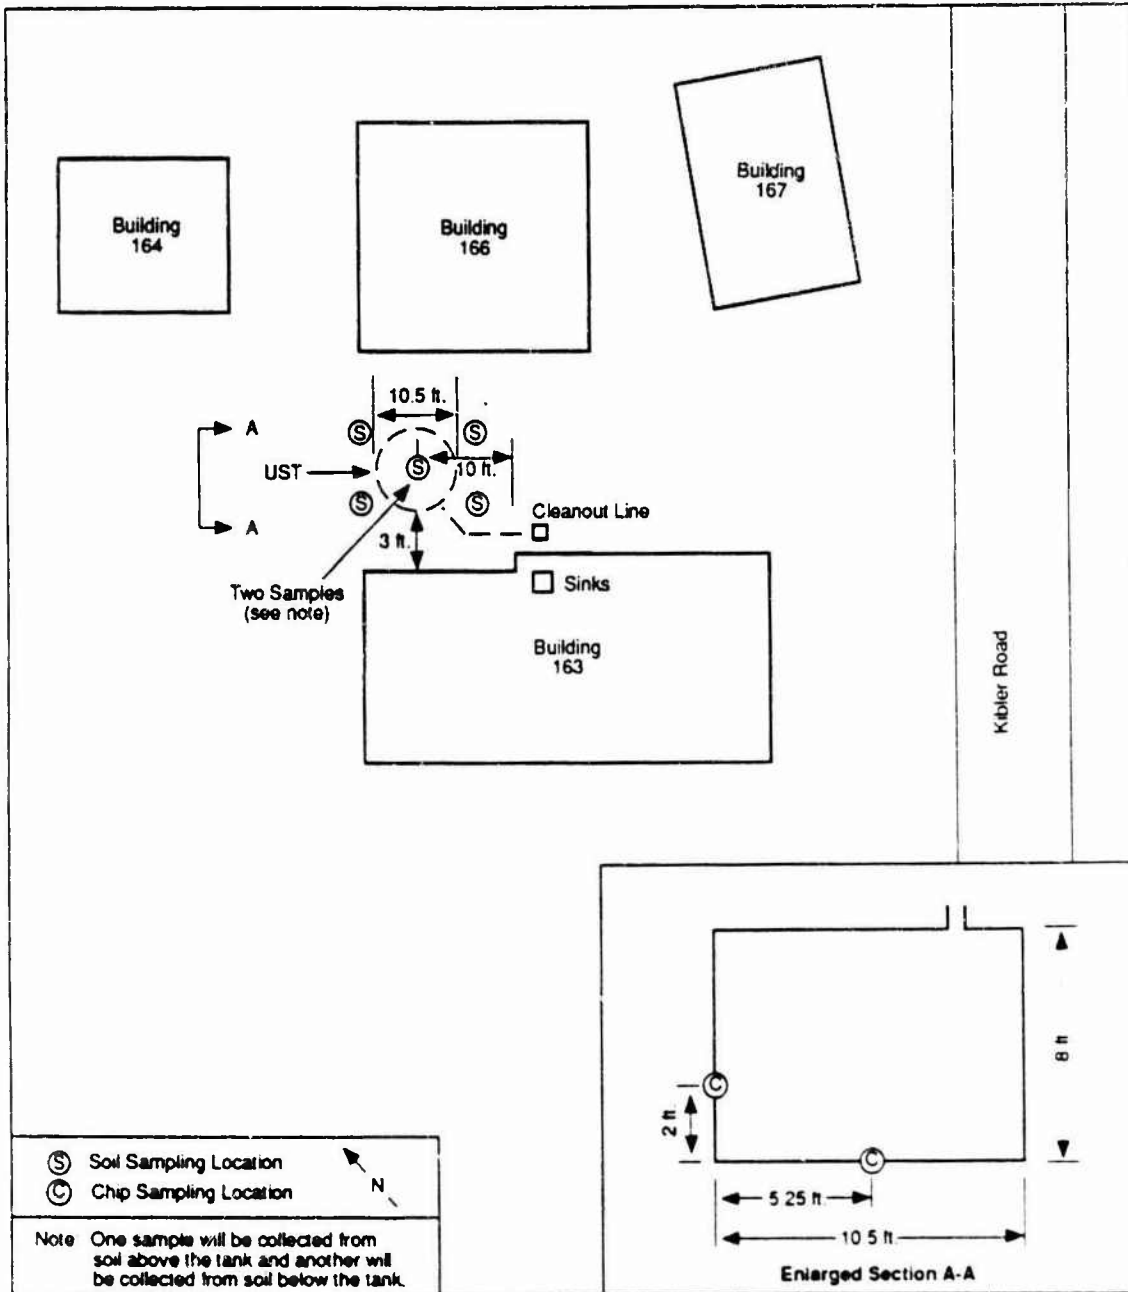 Building
164
Building
166
Building
167
10.5 ft.
A
S
S
UST
S
10 ft.
S
S
A
Cleanout Line
3 ft.
Two Samples
(see note)
Sinks
Building
163
Kibler Road
S Soil Sampling Location
C Chip Sampling Location
N
Note One sample will be collected from
soil above the tank and another will
be collected from soil below the tank.
8 ft
C
2 ft.
C
5 25 ft.
10 5 ft.
Enlarged Section A-A